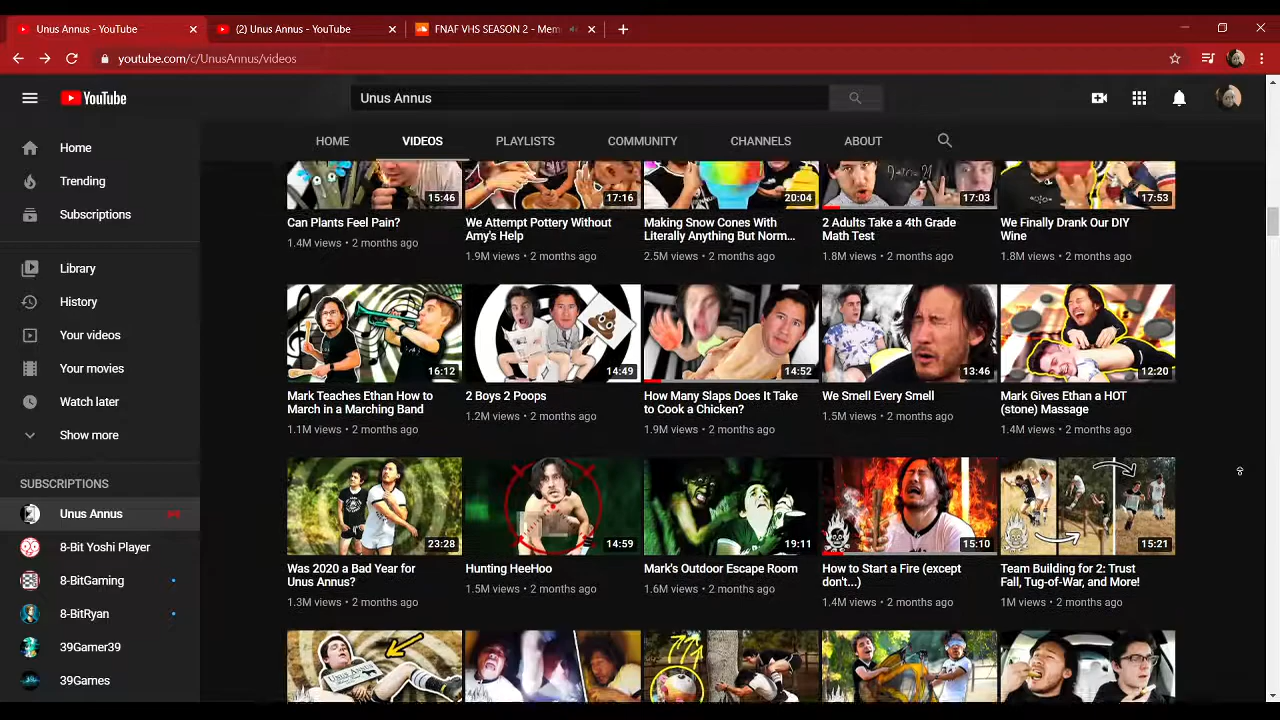 Unus Annus - YouTube
(2) Unus Annus - YouTube
FNAF VHS SEASON 2 - Mem
youtube.com/c/UnusAnnus/videos
YouTube
Unus Annus
HOME
VIDEOS
PLAYLISTS
COMMUNITY
CHANNELS
ABOUT
Home
Trending
Subscriptions
Library
History
Your videos
Your movies
Watch later
Show more
SUBSCRIPTIONS
Unus Annus
8-Bit Yoshi Player
8-BitGaming
8-BitRyan
39Gamer39
39Games
15:46
Can Plants Feel Pain?
1.4M views • 2 months ago
17:16
We Attempt Pottery Without
Amy's Help
1.9M views • 2 months ago
20:04
Making Snow Cones With
Literally Anything But Norm...
2.5M views • 2 months ago
17:03
2 Adults Take a 4th Grade
Math Test
1.8M views • 2 months ago
17:53
We Finally Drank Our DIY
Wine
1.8M views • 2 months ago
16:12
Mark Teaches Ethan How to
March in a Marching Band
1.1M views • 2 months ago
14:49
2 Boys 2 Poops
1.2M views • 2 months ago
14:52
How Many Slaps Does It Take
to Cook a Chicken?
1.9M views • 2 months ago
13:46
We Smell Every Smell
1.5M views • 2 months ago
12:20
Mark Gives Ethan a HOT
(stone) Massage
1.4M views • 2 months ago
23:28
Was 2020 a Bad Year for
Unus Annus?
1.3M views • 2 months ago
14:59
Hunting HeeHoo
1.5M views • 2 months ago
19:11
Mark's Outdoor Escape Room
1.6M views • 2 months ago
15:10
How to Start a Fire (except
don't...)
1.4M views • 2 months ago
15:21
Team Building for 2: Trust
Fall, Tug-of-War, and More!
1M views • 2 months ago
UNUS ANNUS